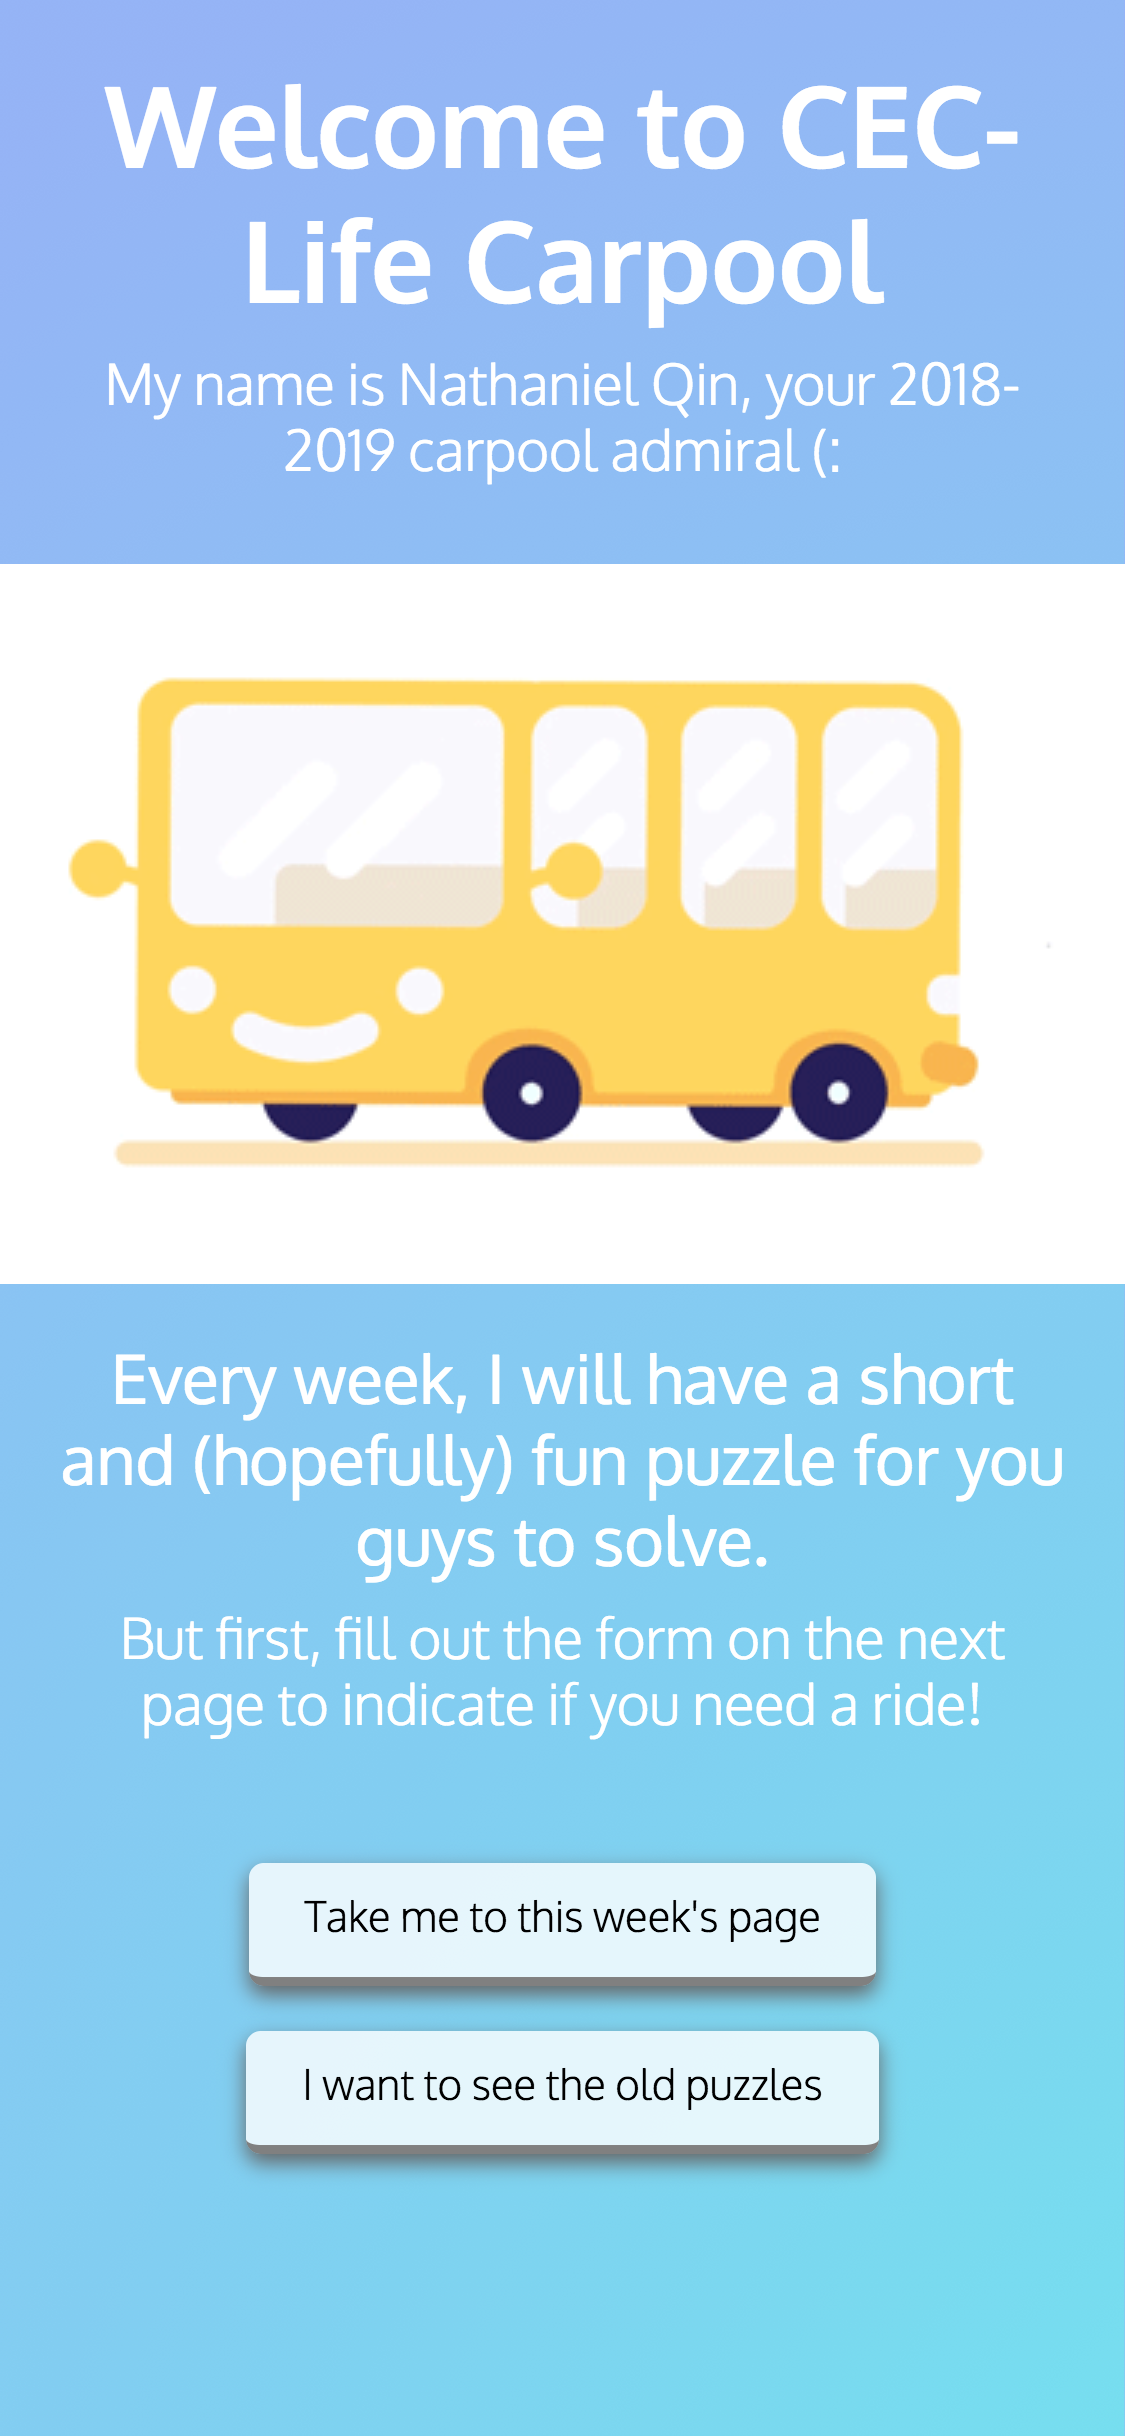 Welcome to CEC-
Life Carpool
My name is Nathaniel Qin, your 2018-
2019 carpool admiral (:
Every week, I will have a short
and (hopefully) fun puzzle for you
guys to solve.
But first, fill out the form on the next
page to indicate if you need a ride!
Take me to this week's page
I want to see the old puzzles